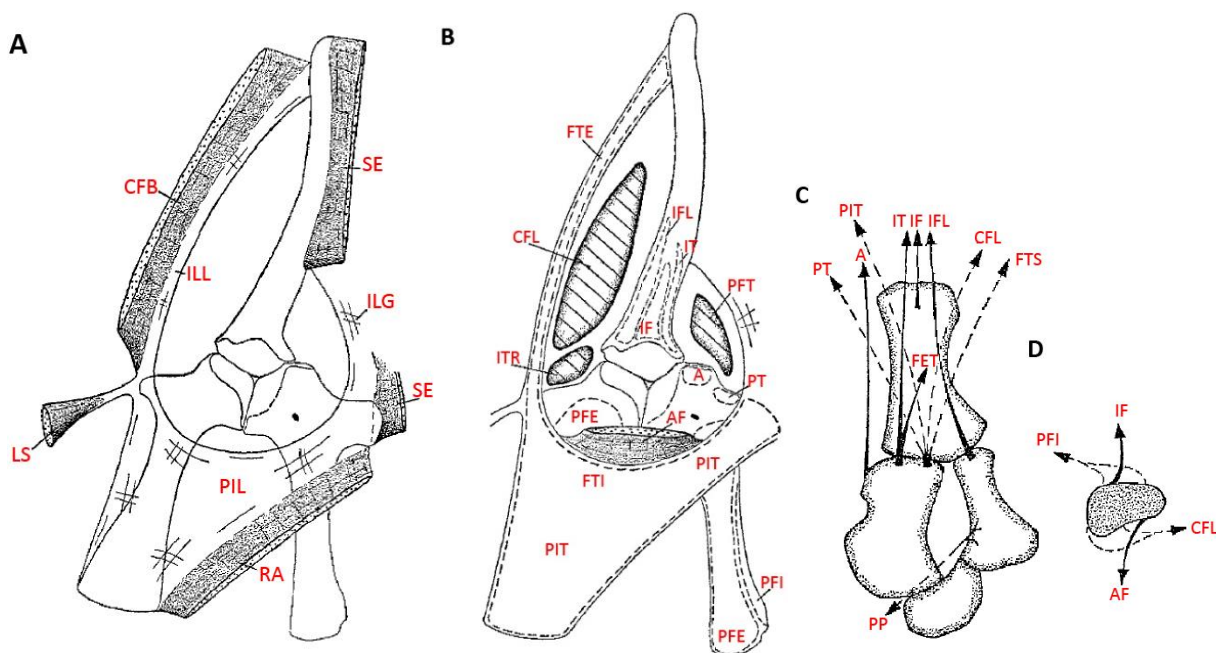 A
SE
CFB
ILL
ILG
SE
LS
PIL
RA
B
FTE
IFL
CFL
IT
PFT
IF
ITR
A
PT
PFE
AF
PIT
FTI
PIT
PFI
PFE
C
PIT
IT
IF
IFL
CFL
A
PT
FTS
FET
PP
D
IF
PFI
CFL
AF